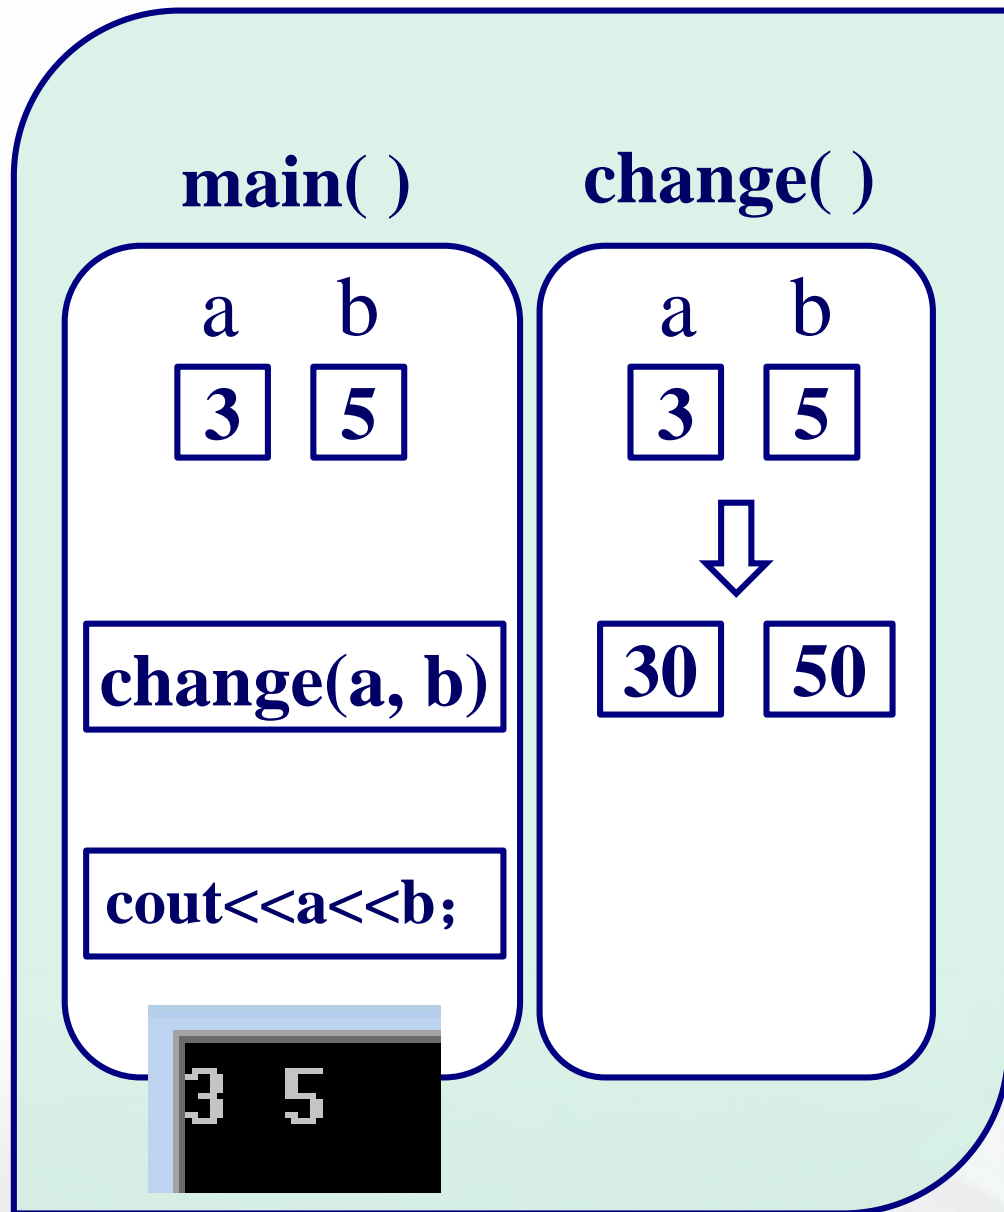 main( ) change( )
a b a b
3 5 3 5
change(a, b) 30 50
cout<<a<<b；
3 5